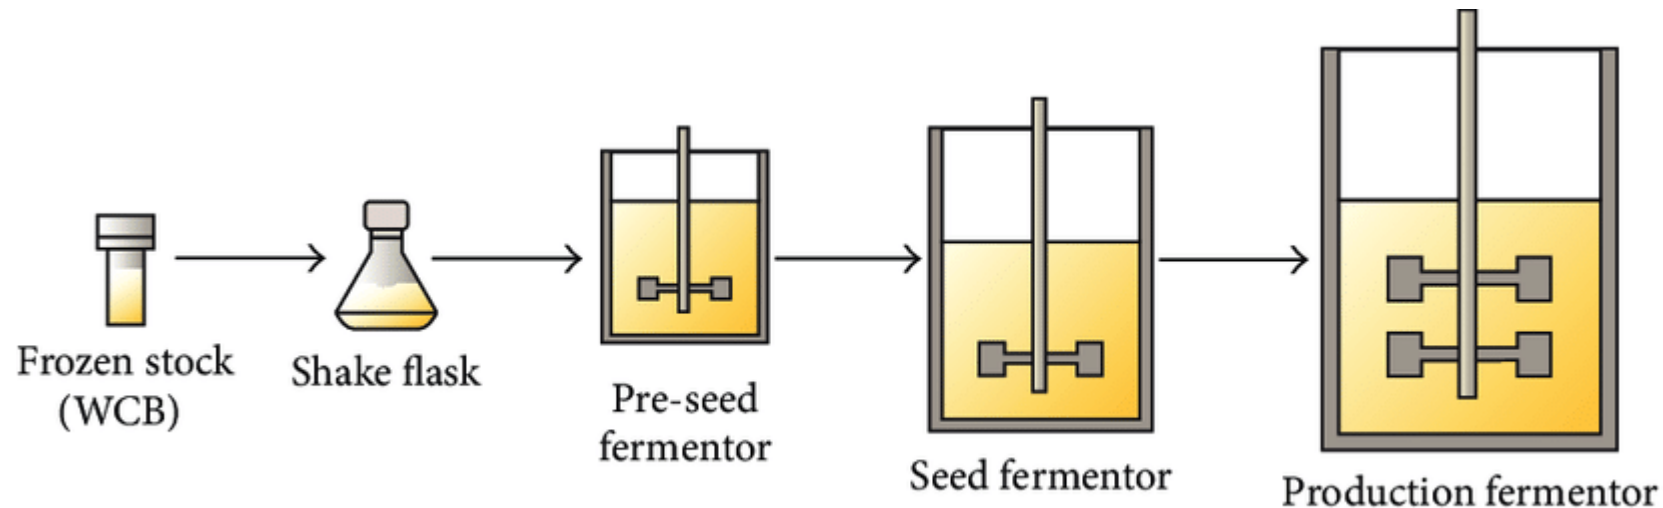 Frozen stock
(WCB)
Shake flask
Pre-seed
fermentor
Seed fermentor
Production fermentor